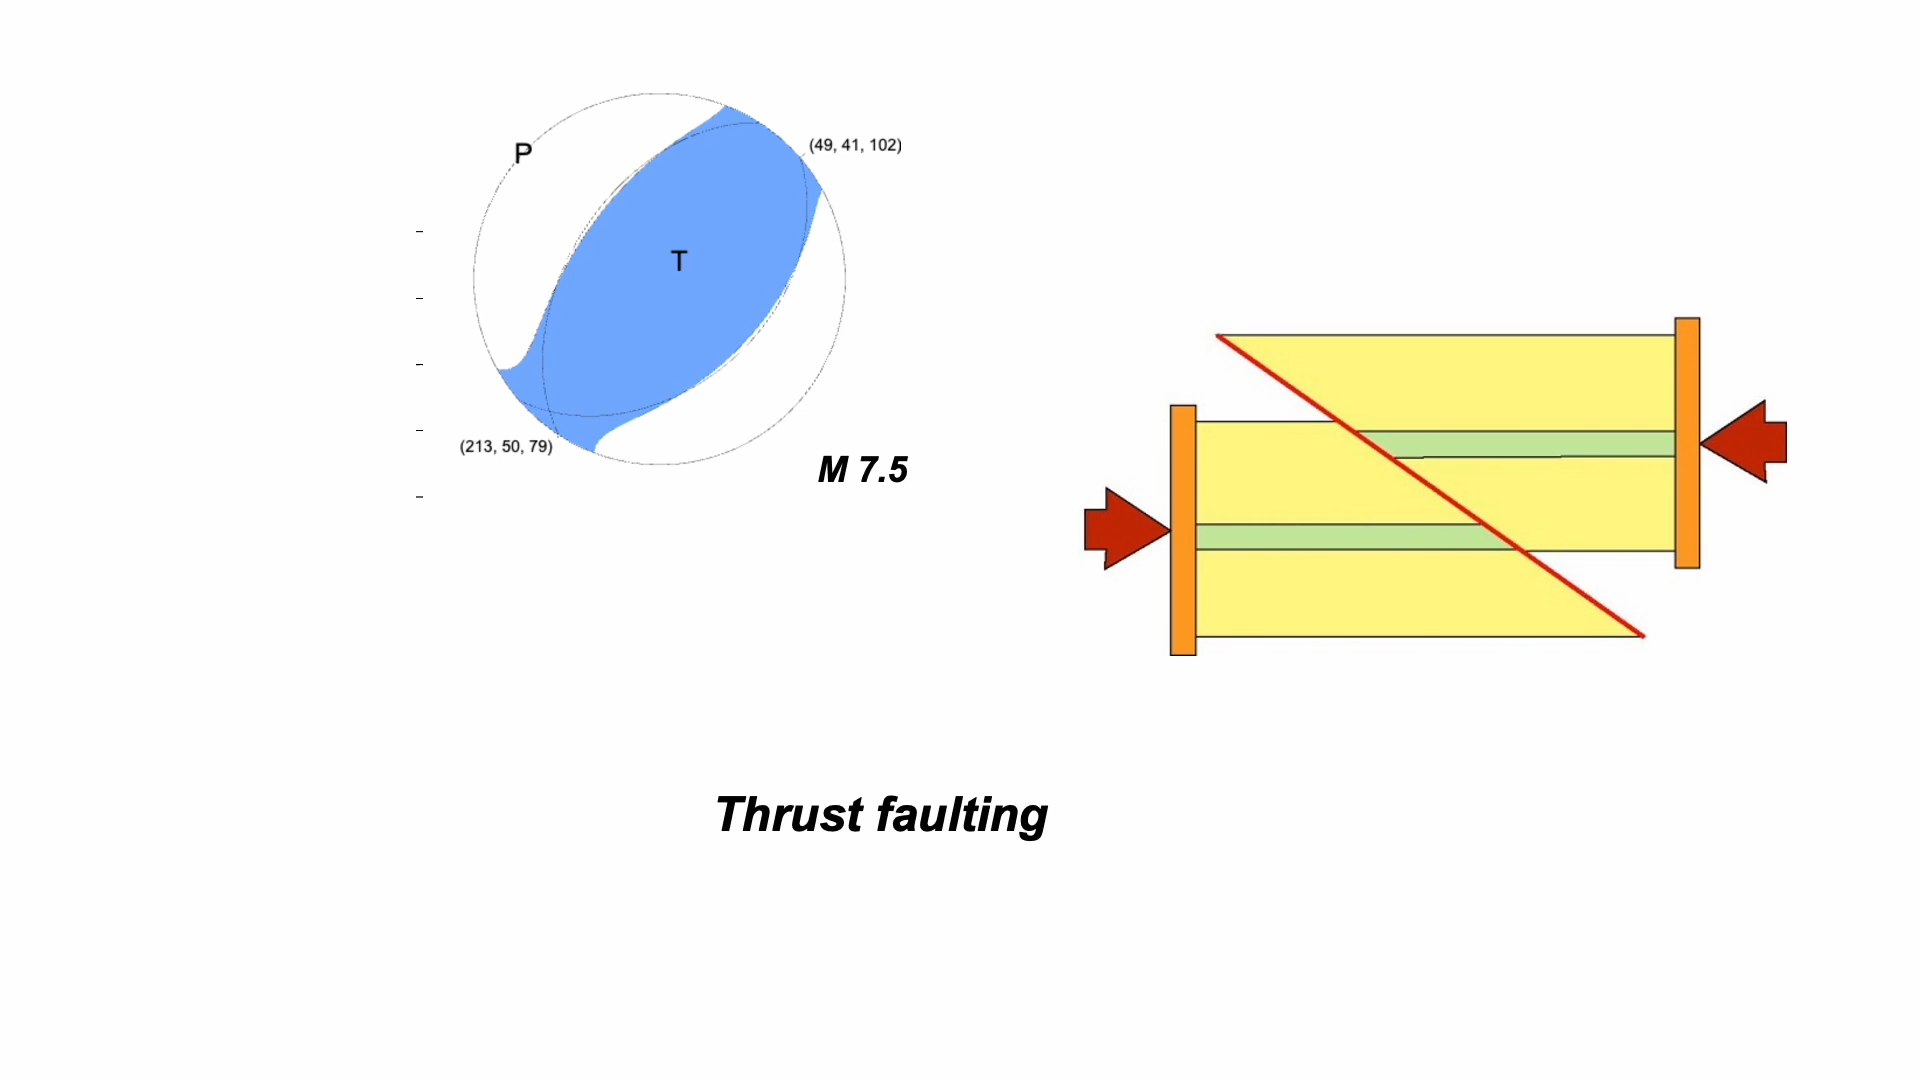 P
(49, 41, 102)
T
(213, 50, 79)
M 7.5
Thrust faulting